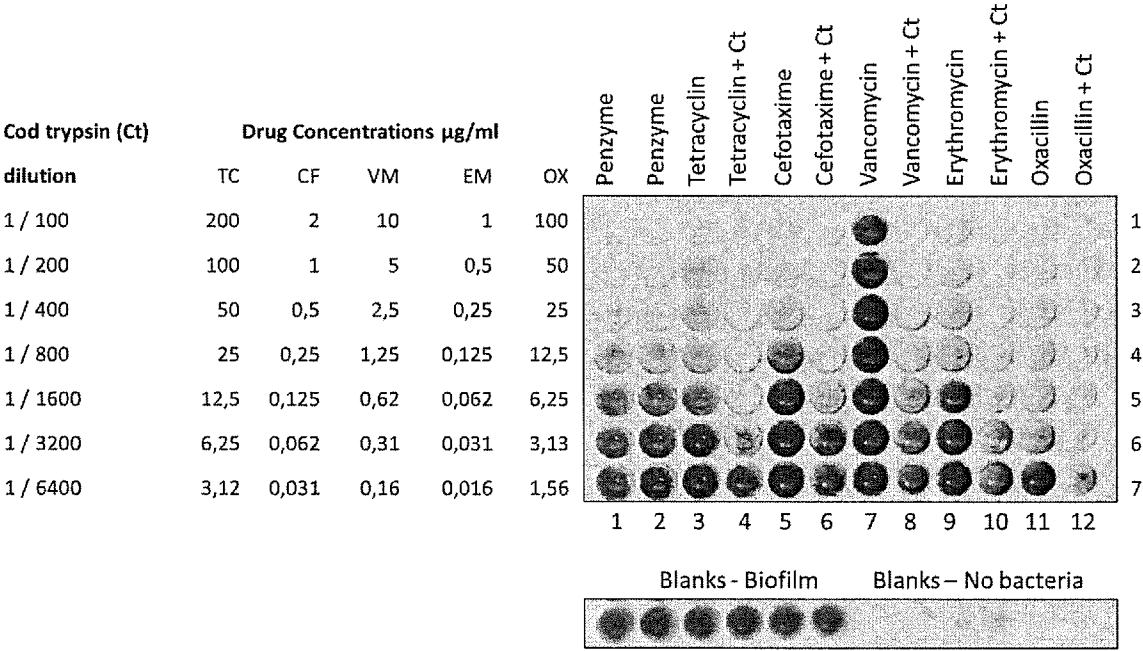 Penzyme
Penzyme
Tetracyclin
Tetracyclin + Ct
Cefotaxime
Cefotaxime + Ct
Vancomycin
Vancomycin + Ct
Erythromycin
Erythromycin + Ct
Oxacillin
Oxacillin + Ct
Cod trypsin (Ct) Drug Concentrations µg/ml
dilution TC CF VM EM OX
1 / 100 200 2 10 1 100 1
1 / 200 100 1 5 0,5 50 2
1 / 400 50 0,5 2,5 0,25 25 3
1 / 800 25 0,25 1,25 0,125 12,5 4
1 / 1600 12,5 0,125 0,62 0,062 6,25 5
1 / 3200 6,25 0,062 0,31 0,031 3,13 6
1 / 6400 3,12 0,031 0,16 0,016 1,56 7
1 2 3 4 5 6 7 8 9 10 11 12
Blanks - Biofilm Blanks – No bacteria